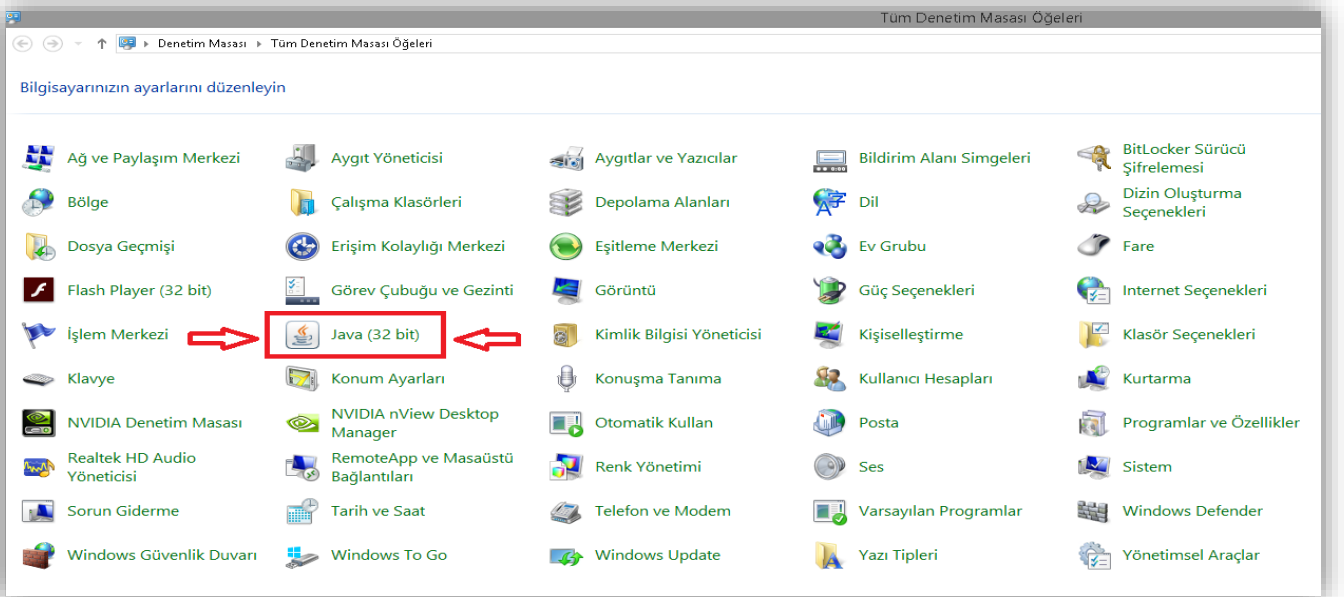 Tüm Denetim Masası Öğeleri
Denetim Masası Tüm Denetim Masası Öğeleri
Bilgisayarınızın ayarlarını düzenleyin
Ağ ve Paylaşım Merkezi
Aygıt Yöneticisi
Aygıtlar ve Yazıcılar
Bildirim Alanı Simgeleri
BitLocker Sürücü
Şifrelemesi
Bölge
Çalışma Klasörleri
Depolama Alanları
Dil
Dizin Oluşturma
Seçenekleri
Dosya Geçmişi
Erişim Kolaylığı Merkezi
Eşitleme Merkezi
Ev Grubu
Fare
Flash Player (32 bit)
Görev Çubuğu ve Gezinti
Görüntü
Güç Seçenekleri
Internet Seçenekleri
İşlem Merkezi
Java (32 bit)
Kimlik Bilgisi Yöneticisi
Kişiselleştirme
Klasör Seçenekleri
Klavye
Konum Ayarları
Konuşma Tanıma
Kullanıcı Hesapları
Kurtarma
NVIDIA Denetim Masası
NVIDIA nView Desktop
Manager
Otomatik Kullan
Posta
Programlar ve Özellikler
Realtek HD Audio
Yöneticisi
RemoteApp ve Masaüstü
Bağlantıları
Renk Yönetimi
Ses
Sistem
Sorun Giderme
Tarih ve Saat
Telefon ve Modem
Varsayılan Programlar
Windows Defender
Windows Güvenlik Duvarı
Windows To Go
Windows Update
Yazı Tipleri
Yönetimsel Araçlar